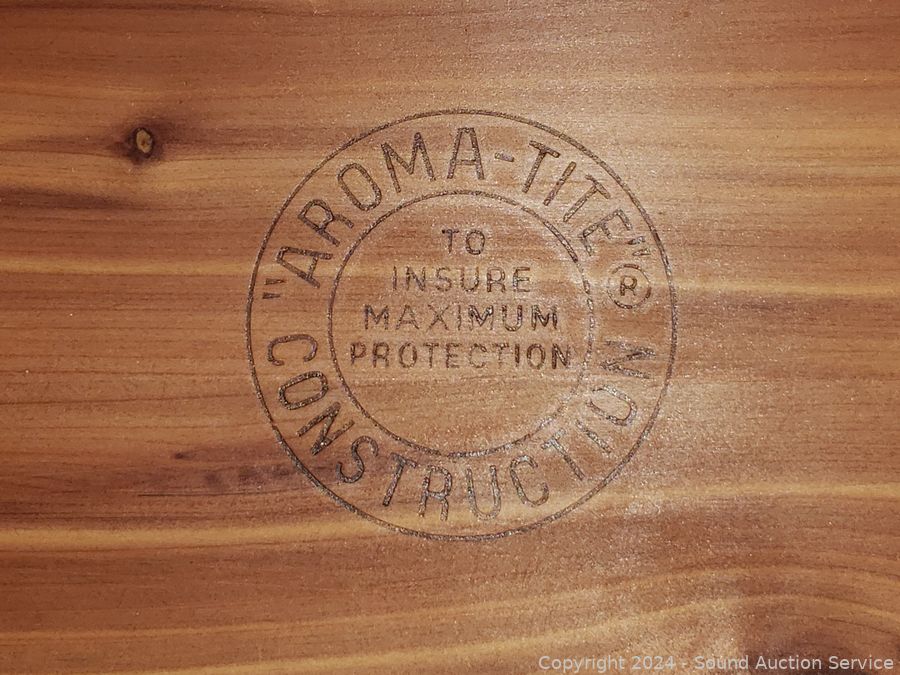 "AROMA-TITE" ®
TO
INSURE
MAXIMUM
PROTECTION
CONSTRUCTION
Copyright 2024 - Sound Auction Service